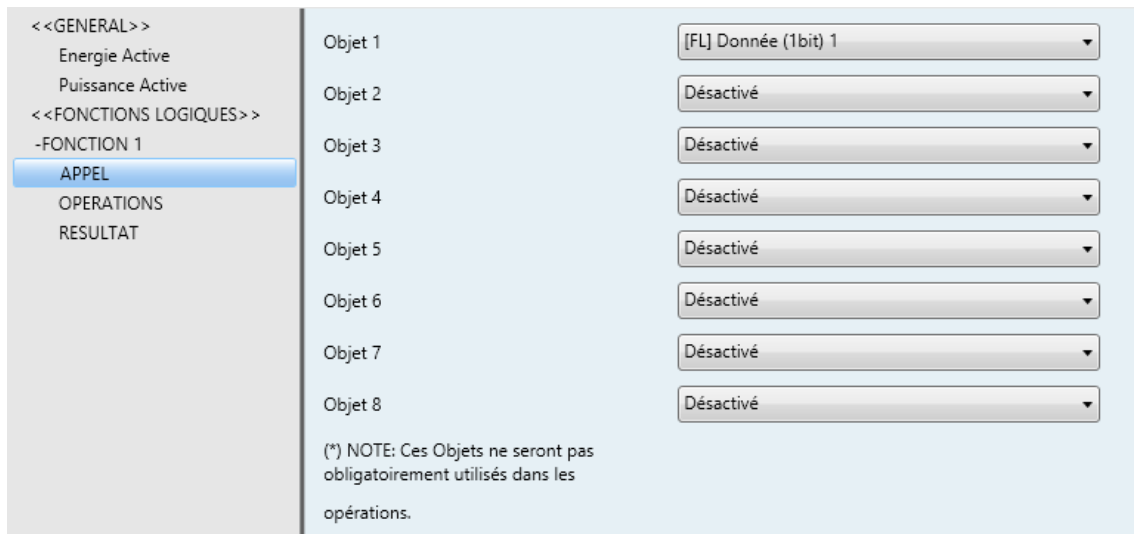 <<GENERAL>>
Energie Active
Puissance Active
<<FONCTIONS LOGIQUES>>
-FONCTION 1
APPEL
OPERATIONS
RESULTAT
Objet 1 [FL] Donnée (1bit) 1
Objet 2 Désactivé
Objet 3 Désactivé
Objet 4 Désactivé
Objet 5 Désactivé
Objet 6 Désactivé
Objet 7 Désactivé
Objet 8 Désactivé
(*) NOTE: Ces Objets ne seront pas
obligatoirement utilisés dans les
opérations.